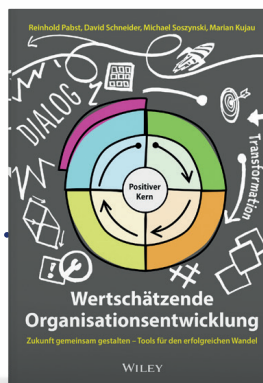 Reinhold Pabst, David Schneider, Michael Soszynski, Marian Kujau
DIALOG
Transformation
Positiver
Kern
Wertschätzende
Organisationsentwicklung
Zukunft gemeinsam gestalten – Tools für den erfolgreichen Wandel
WILEY